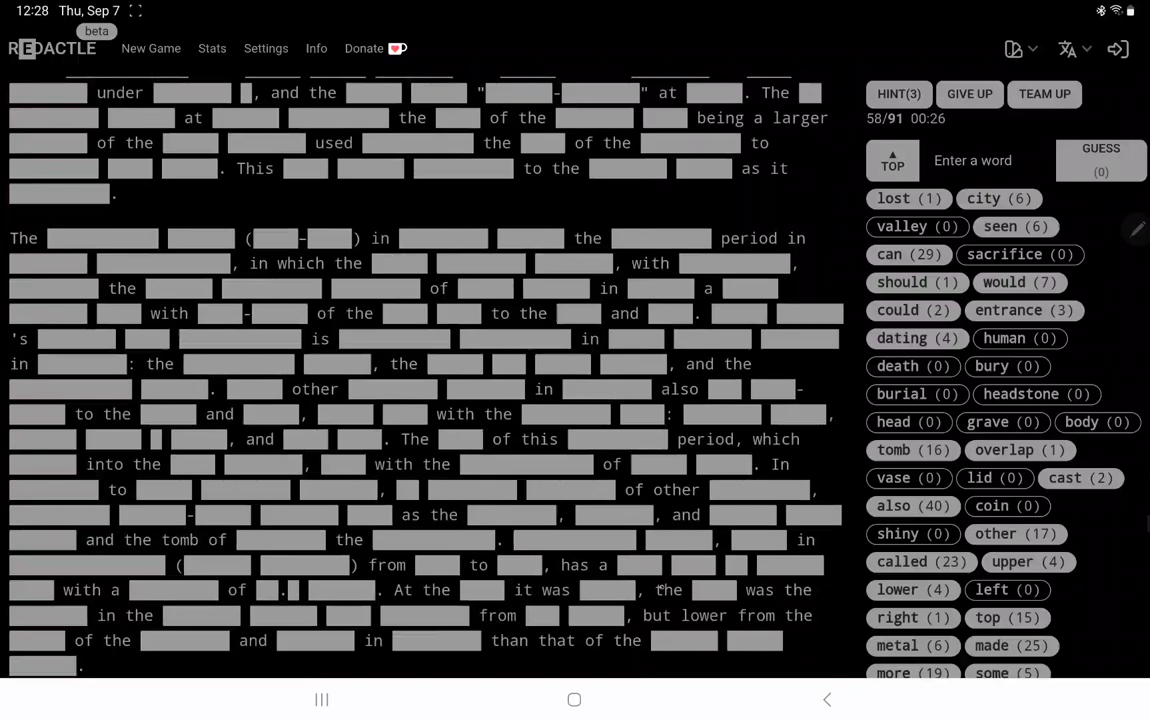 12:28 Thu, Sep 7
beta
REDACTLE New Game Stats Settings Info Donate
under , and the " - " at . The
at the of the being a larger
of the used the of the to
. This to the as it
.
The ( - ) in the period in
, in which the , with ,
the of in a
with - of the to the and .
's is in
in : the , the , and the
. other in also -
to the and , with the : ,
, and . The of this period, which
into the , with the of . In
to , of other ,
- as the , , and
and the tomb of the . , in
( ) from to , has a
with a of . . At the it was , the was the
in the from , but lower from the
of the and in than that of the
.
HINT(3) GIVE UP TEAM UP
58/91 00:26
▲
TOP
Enter a word
GUESS
(0)
lost (1) city (6)
valley (0) seen (6)
can (29) sacrifice (0)
should (1) would (7)
could (2) entrance (3)
dating (4) human (0)
death (0) bury (0)
burial (0) headstone (0)
head (0) grave (0) body (0)
tomb (16) overlap (1)
vase (0) lid (0) cast (2)
also (40) coin (0)
shiny (0) other (17)
called (23) upper (4)
lower (4) left (0)
right (1) top (15)
metal (6) made (25)
more (19) some (5)